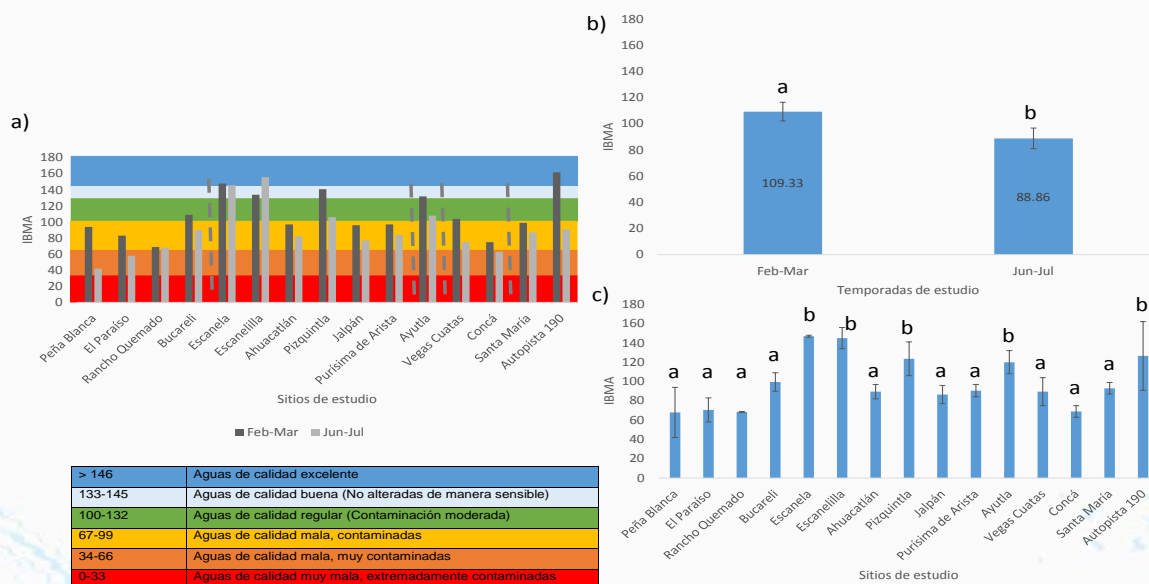 a)
180
160
140
120
100
80
60
40
20
0
IBMA
Peña Blanca
El Paraíso
Rancho Quemado
Bucareli
Escanela
Escanelilla
Ahuacatlán
Pizquintla
Jalpán
Purísima de Arista
Ayutla
Vegas Cuatas
Concá
Santa María
Autopista 190
Sitios de estudio
Feb-Mar Jun-Jul
> 146 Aguas de calidad excelente
133-145 Aguas de calidad buena (No alteradas de manera sensible)
100-132 Aguas de calidad regular (Contaminación moderada)
67-99 Aguas de calidad mala, contaminadas
34-66 Aguas de calidad mala, muy contaminadas
0-33 Aguas de calidad muy mala, extremadamente contaminadas
b)
180
160
140
120
100
80
60
40
20
0
IBMA
a
b
109.33
88.86
Feb-Mar
Jun-Jul
Temporadas de estudio
c)
180
160
140
120
100
80
60
40
20
0
IBMA
a a a a b b a b a a b a a a b
Peña Blanca
El Paraíso
Rancho Quemado
Bucareli
Escanela
Escanelilla
Ahuacatlán
Pizquintla
Jalpán
Purísima de Arista
Ayutla
Vegas Cuatas
Concá
Santa María
Autopista 190
Sitios de estudio